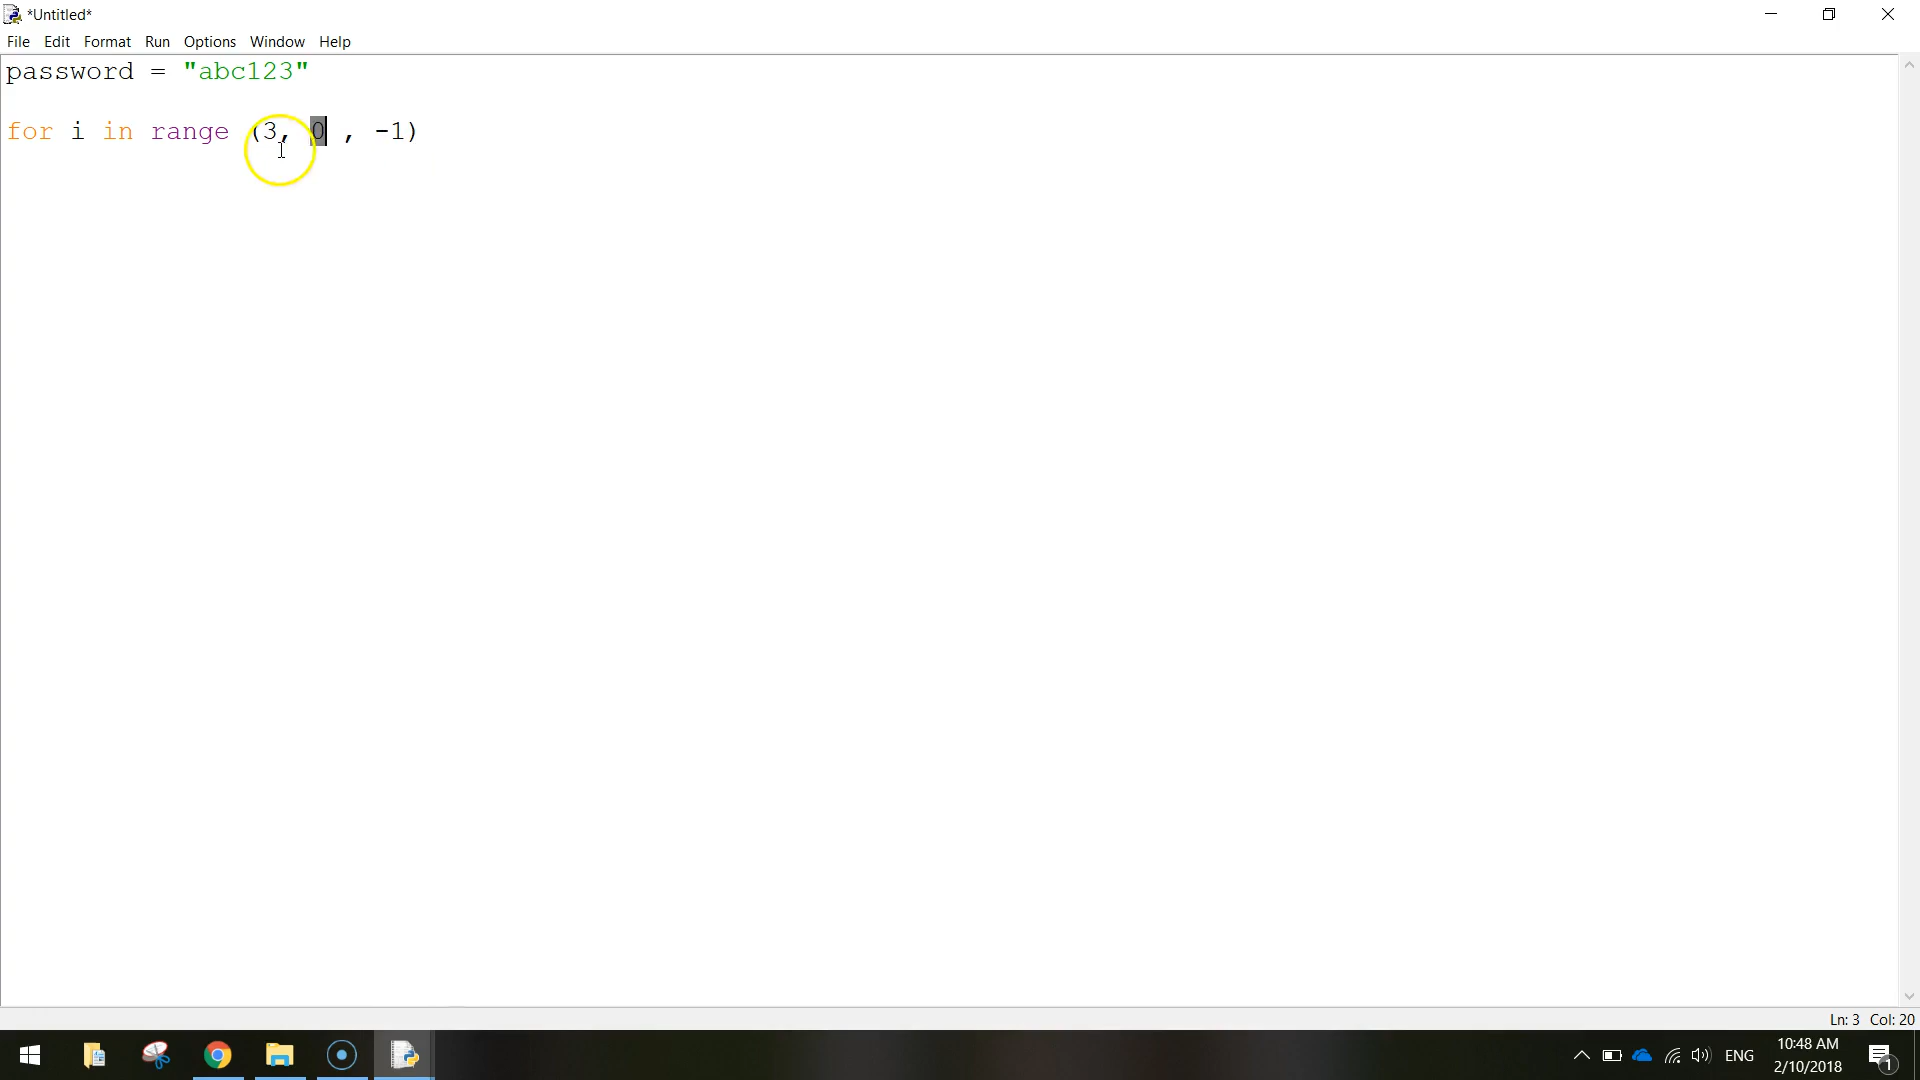 *Untitled*
File Edit Format Run Options Window Help
password = "abc123"
for i in range (3, 0 , -1)
Ln: 3 Col: 20
ENG
10:48 AM
2/10/2018
1